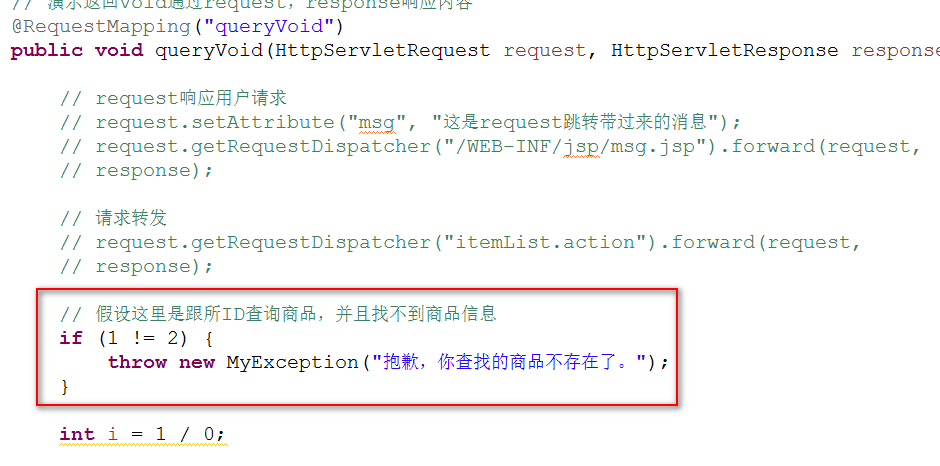 // 演示返回void通过request，response响应内容
@RequestMapping("queryVoid")
public void queryVoid(HttpServletRequest request, HttpServletResponse response
// request响应用户请求
// request.setAttribute("msg", "这是request跳转带过来的消息");
// request.getRequestDispatcher("/WEB-INF/jsp/msg.jsp").forward(request,
// response);
// 请求转发
// request.getRequestDispatcher("itemList.action").forward(request,
// response);
// 假设这里是跟所ID查询商品，并且找不到商品信息
if (1 != 2) {
throw new MyException("抱歉，你查找的商品不存在了。");
}
int i = 1 / 0;